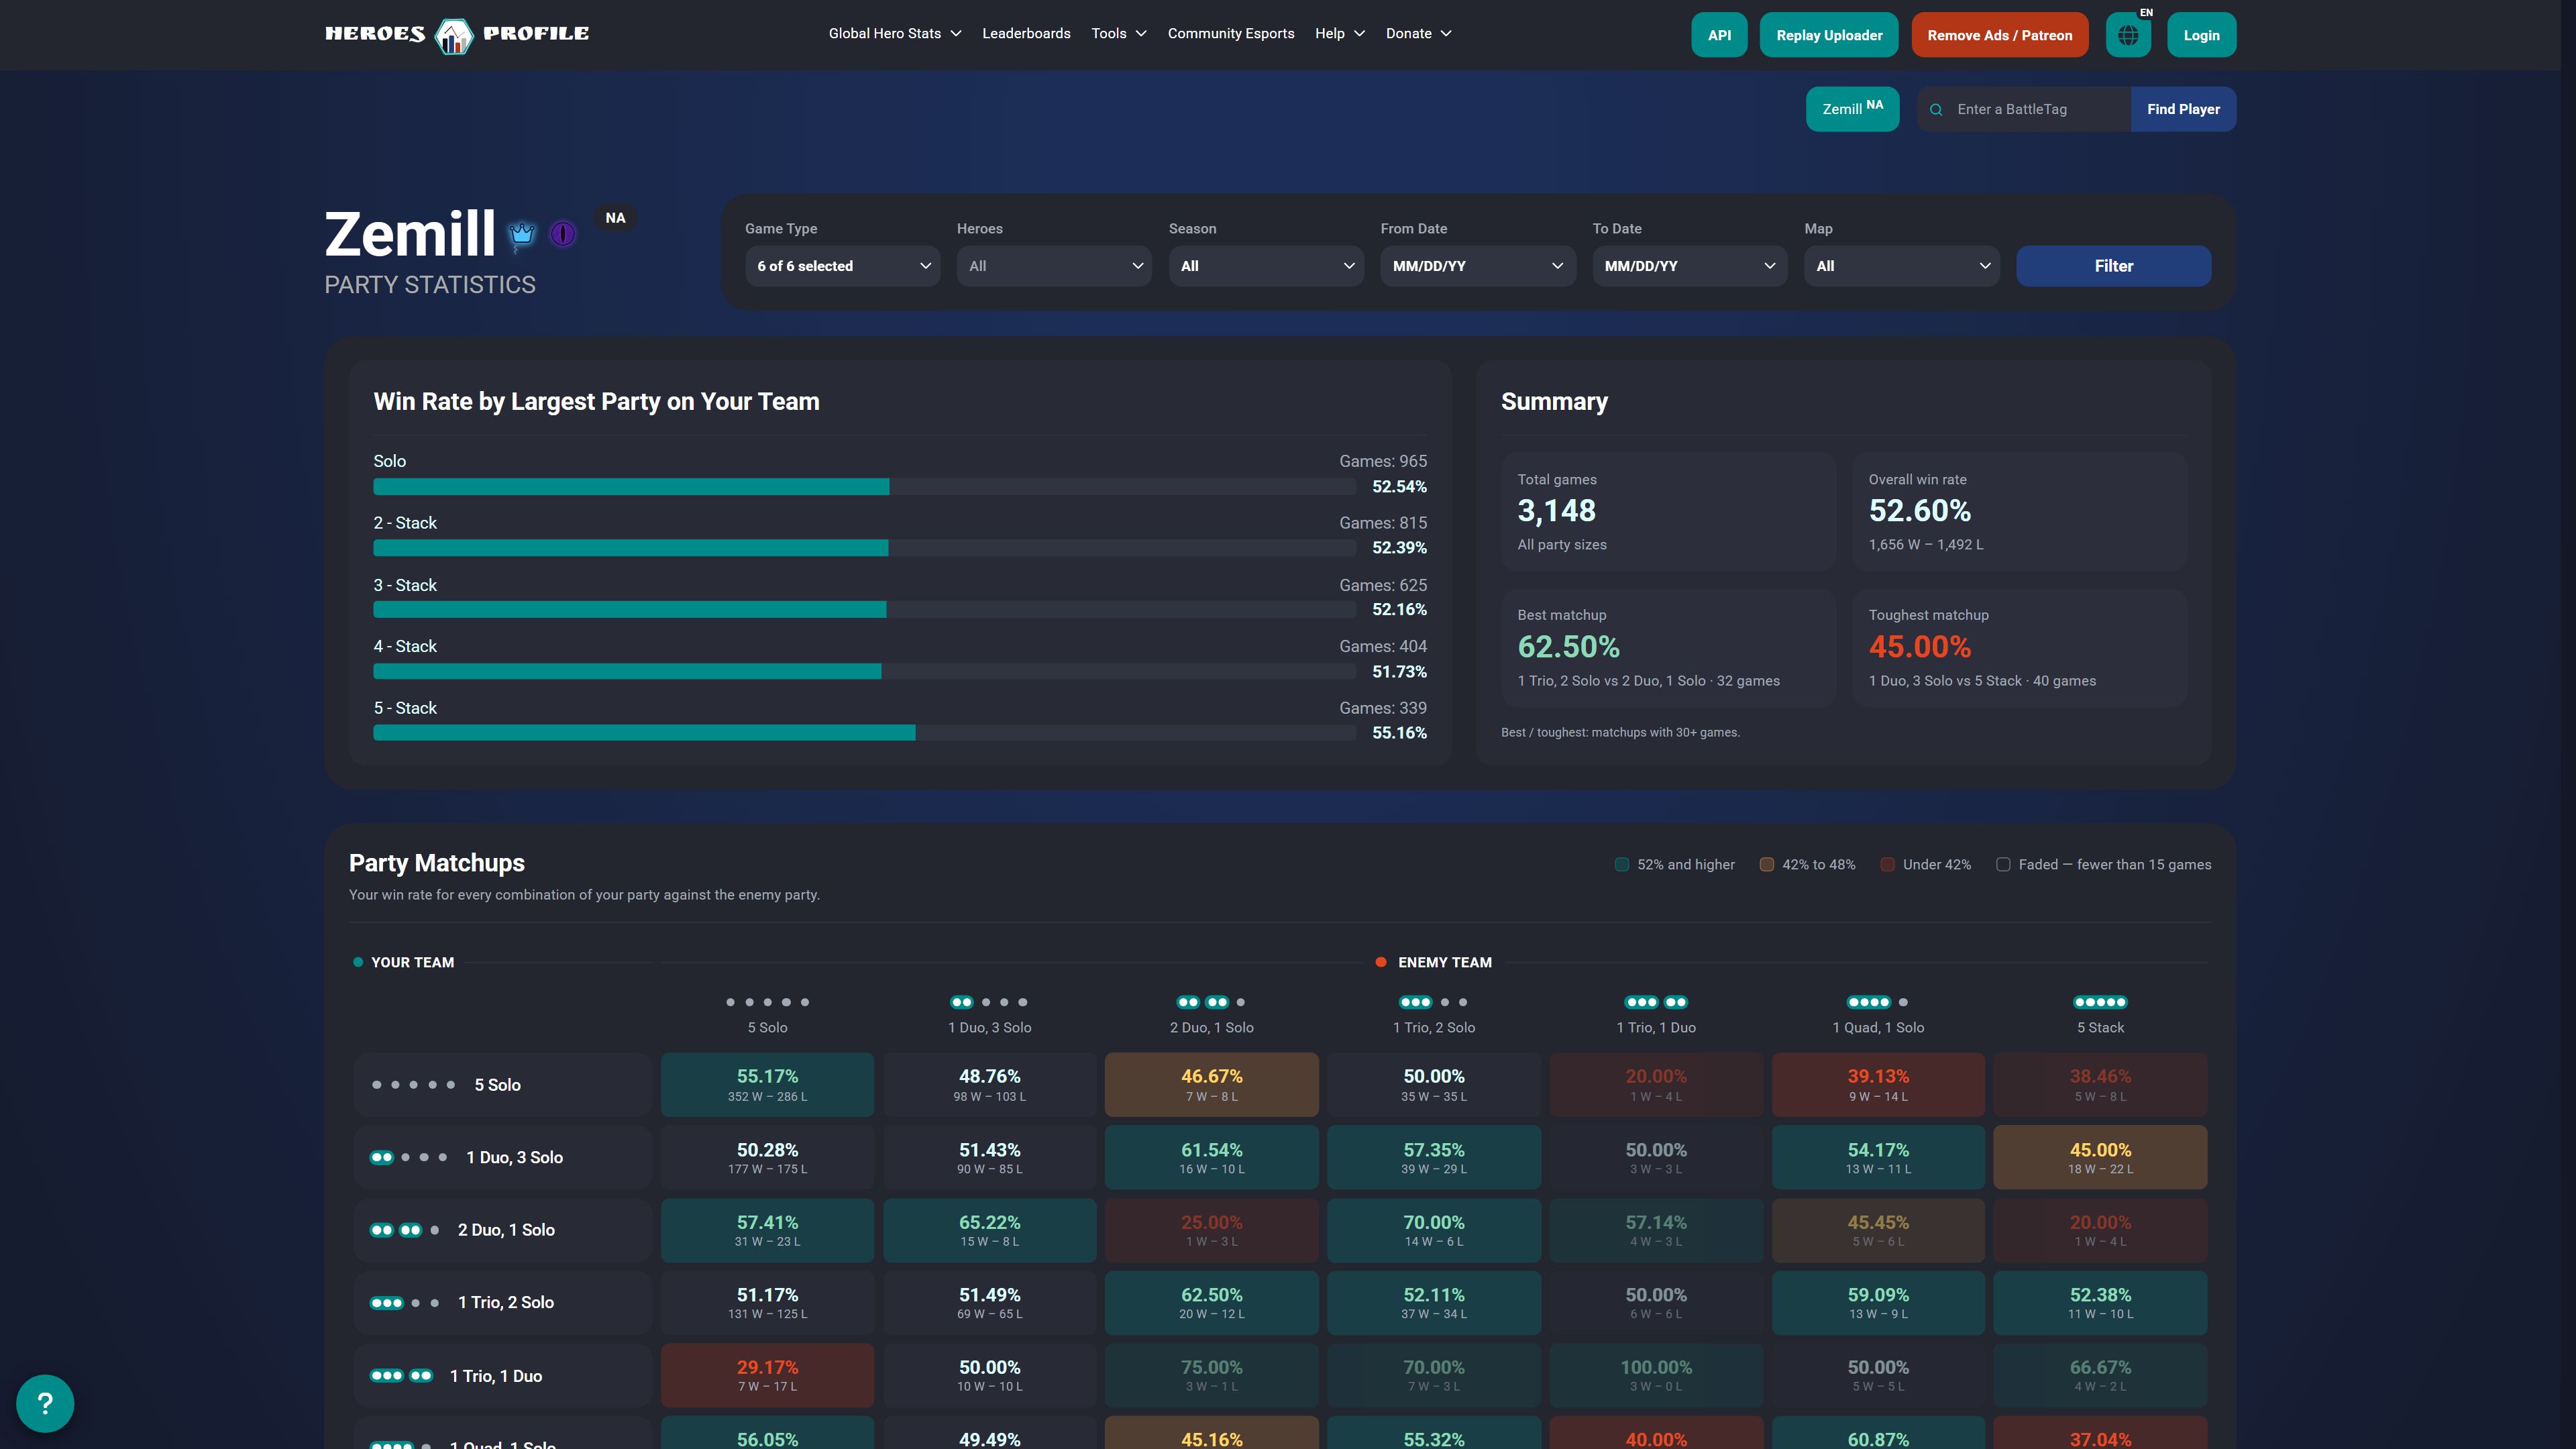 HEROES PROFILE
Global Hero Stats Leaderboards Tools Community Esports Help Donate
API Replay Uploader Remove Ads / Patreon EN Login
Zemill NA Enter a BattleTag Find Player
Zemill NA
PARTY STATISTICS
Game Type Heroes Season From Date To Date Map
6 of 6 selected All All MM/DD/YY MM/DD/YY All Filter
Win Rate by Largest Party on Your Team
Solo Games: 965
52.54%
2 - Stack Games: 815
52.39%
3 - Stack Games: 625
52.16%
4 - Stack Games: 404
51.73%
5 - Stack Games: 339
55.16%
Summary
Total games
3,148
All party sizes
Overall win rate
52.60%
1,656 W – 1,492 L
Best matchup
62.50%
1 Trio, 2 Solo vs 2 Duo, 1 Solo · 32 games
Toughest matchup
45.00%
1 Duo, 3 Solo vs 5 Stack · 40 games
Best / toughest: matchups with 30+ games.
Party Matchups
52% and higher 42% to 48% Under 42% Faded — fewer than 15 games
Your win rate for every combination of your party against the enemy party.
YOUR TEAM ENEMY TEAM
5 Solo 1 Duo, 3 Solo 2 Duo, 1 Solo 1 Trio, 2 Solo 1 Trio, 1 Duo 1 Quad, 1 Solo 5 Stack
5 Solo
55.17% 48.76% 46.67% 50.00% 20.00% 39.13% 38.46%
352 W – 286 L 98 W – 103 L 7 W – 8 L 35 W – 35 L 1 W – 4 L 9 W – 14 L 5 W – 8 L
1 Duo, 3 Solo
50.28% 51.43% 61.54% 57.35% 50.00% 54.17% 45.00%
177 W – 175 L 90 W – 85 L 16 W – 10 L 39 W – 29 L 3 W – 3 L 13 W – 11 L 18 W – 22 L
2 Duo, 1 Solo
57.41% 65.22% 25.00% 70.00% 57.14% 45.45% 20.00%
31 W – 23 L 15 W – 8 L 1 W – 3 L 14 W – 6 L 4 W – 3 L 5 W – 6 L 1 W – 4 L
1 Trio, 2 Solo
51.17% 51.49% 62.50% 52.11% 50.00% 59.09% 52.38%
131 W – 125 L 69 W – 65 L 20 W – 12 L 37 W – 34 L 6 W – 6 L 13 W – 9 L 11 W – 10 L
1 Trio, 1 Duo
29.17% 50.00% 75.00% 70.00% 100.00% 50.00% 66.67%
7 W – 17 L 10 W – 10 L 3 W – 1 L 7 W – 3 L 3 W – 0 L 5 W – 5 L 4 W – 2 L
1 Quad, 1 Solo
56.05% 49.49% 45.16% 55.32% 40.00% 60.87% 37.04%
?